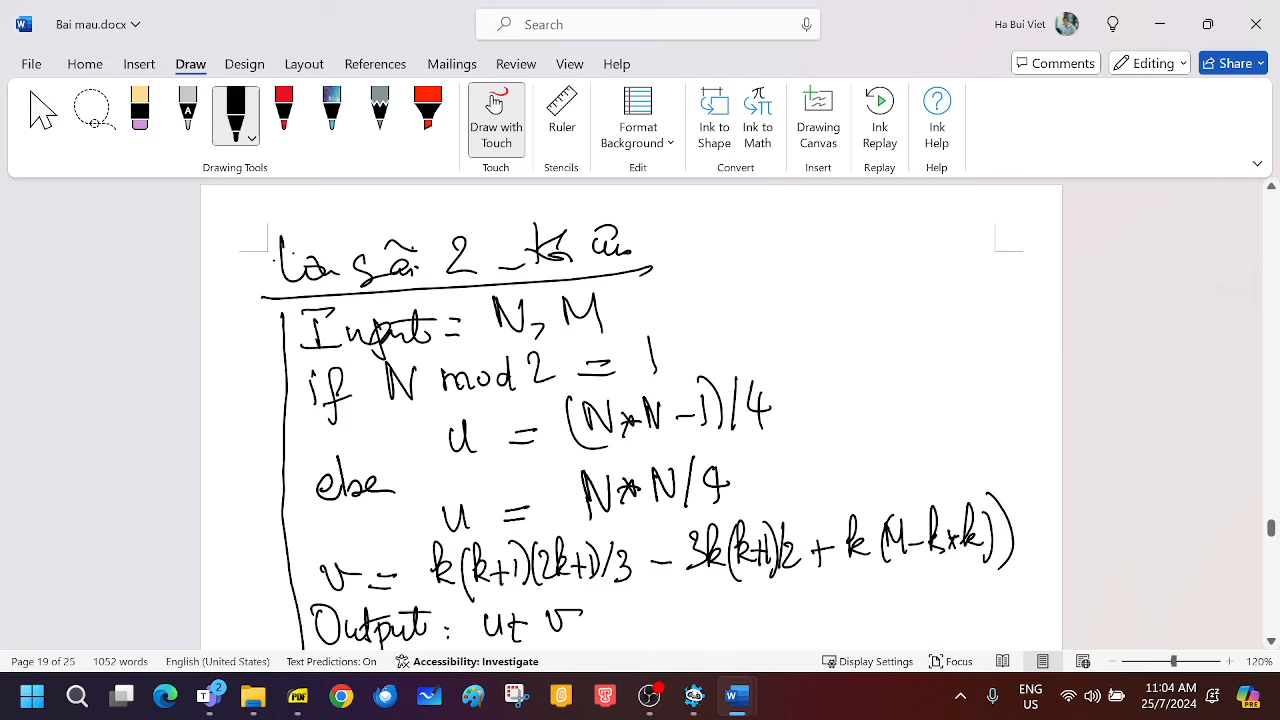 Bai mau.docx
Search
Ha Bui Viet
File Home Insert Draw Design Layout References Mailings Review View Help
Comments
Editing
Share
Draw with Touch
Ruler
Format Background
Ink to Shape
Ink to Math
Drawing Canvas
Ink Replay
Ink Help
Drawing Tools
Touch
Stencils
Edit
Convert
Insert
Replay
Help
2 _
Input = N, M
if N mod 2 = 1
u = (N*N-1)/4
else
u = N*N/4
v = k(k+1)(2k+1)/3 - 3k(k+1)/2 + k(M-k*k))
Output: u+v
Page 19 of 25
1052 words
English (United States)
Text Predictions: On
Accessibility: Investigate
Display Settings
Focus
120%
2
ENG
US
11:04 AM
25/7/2024
PRE